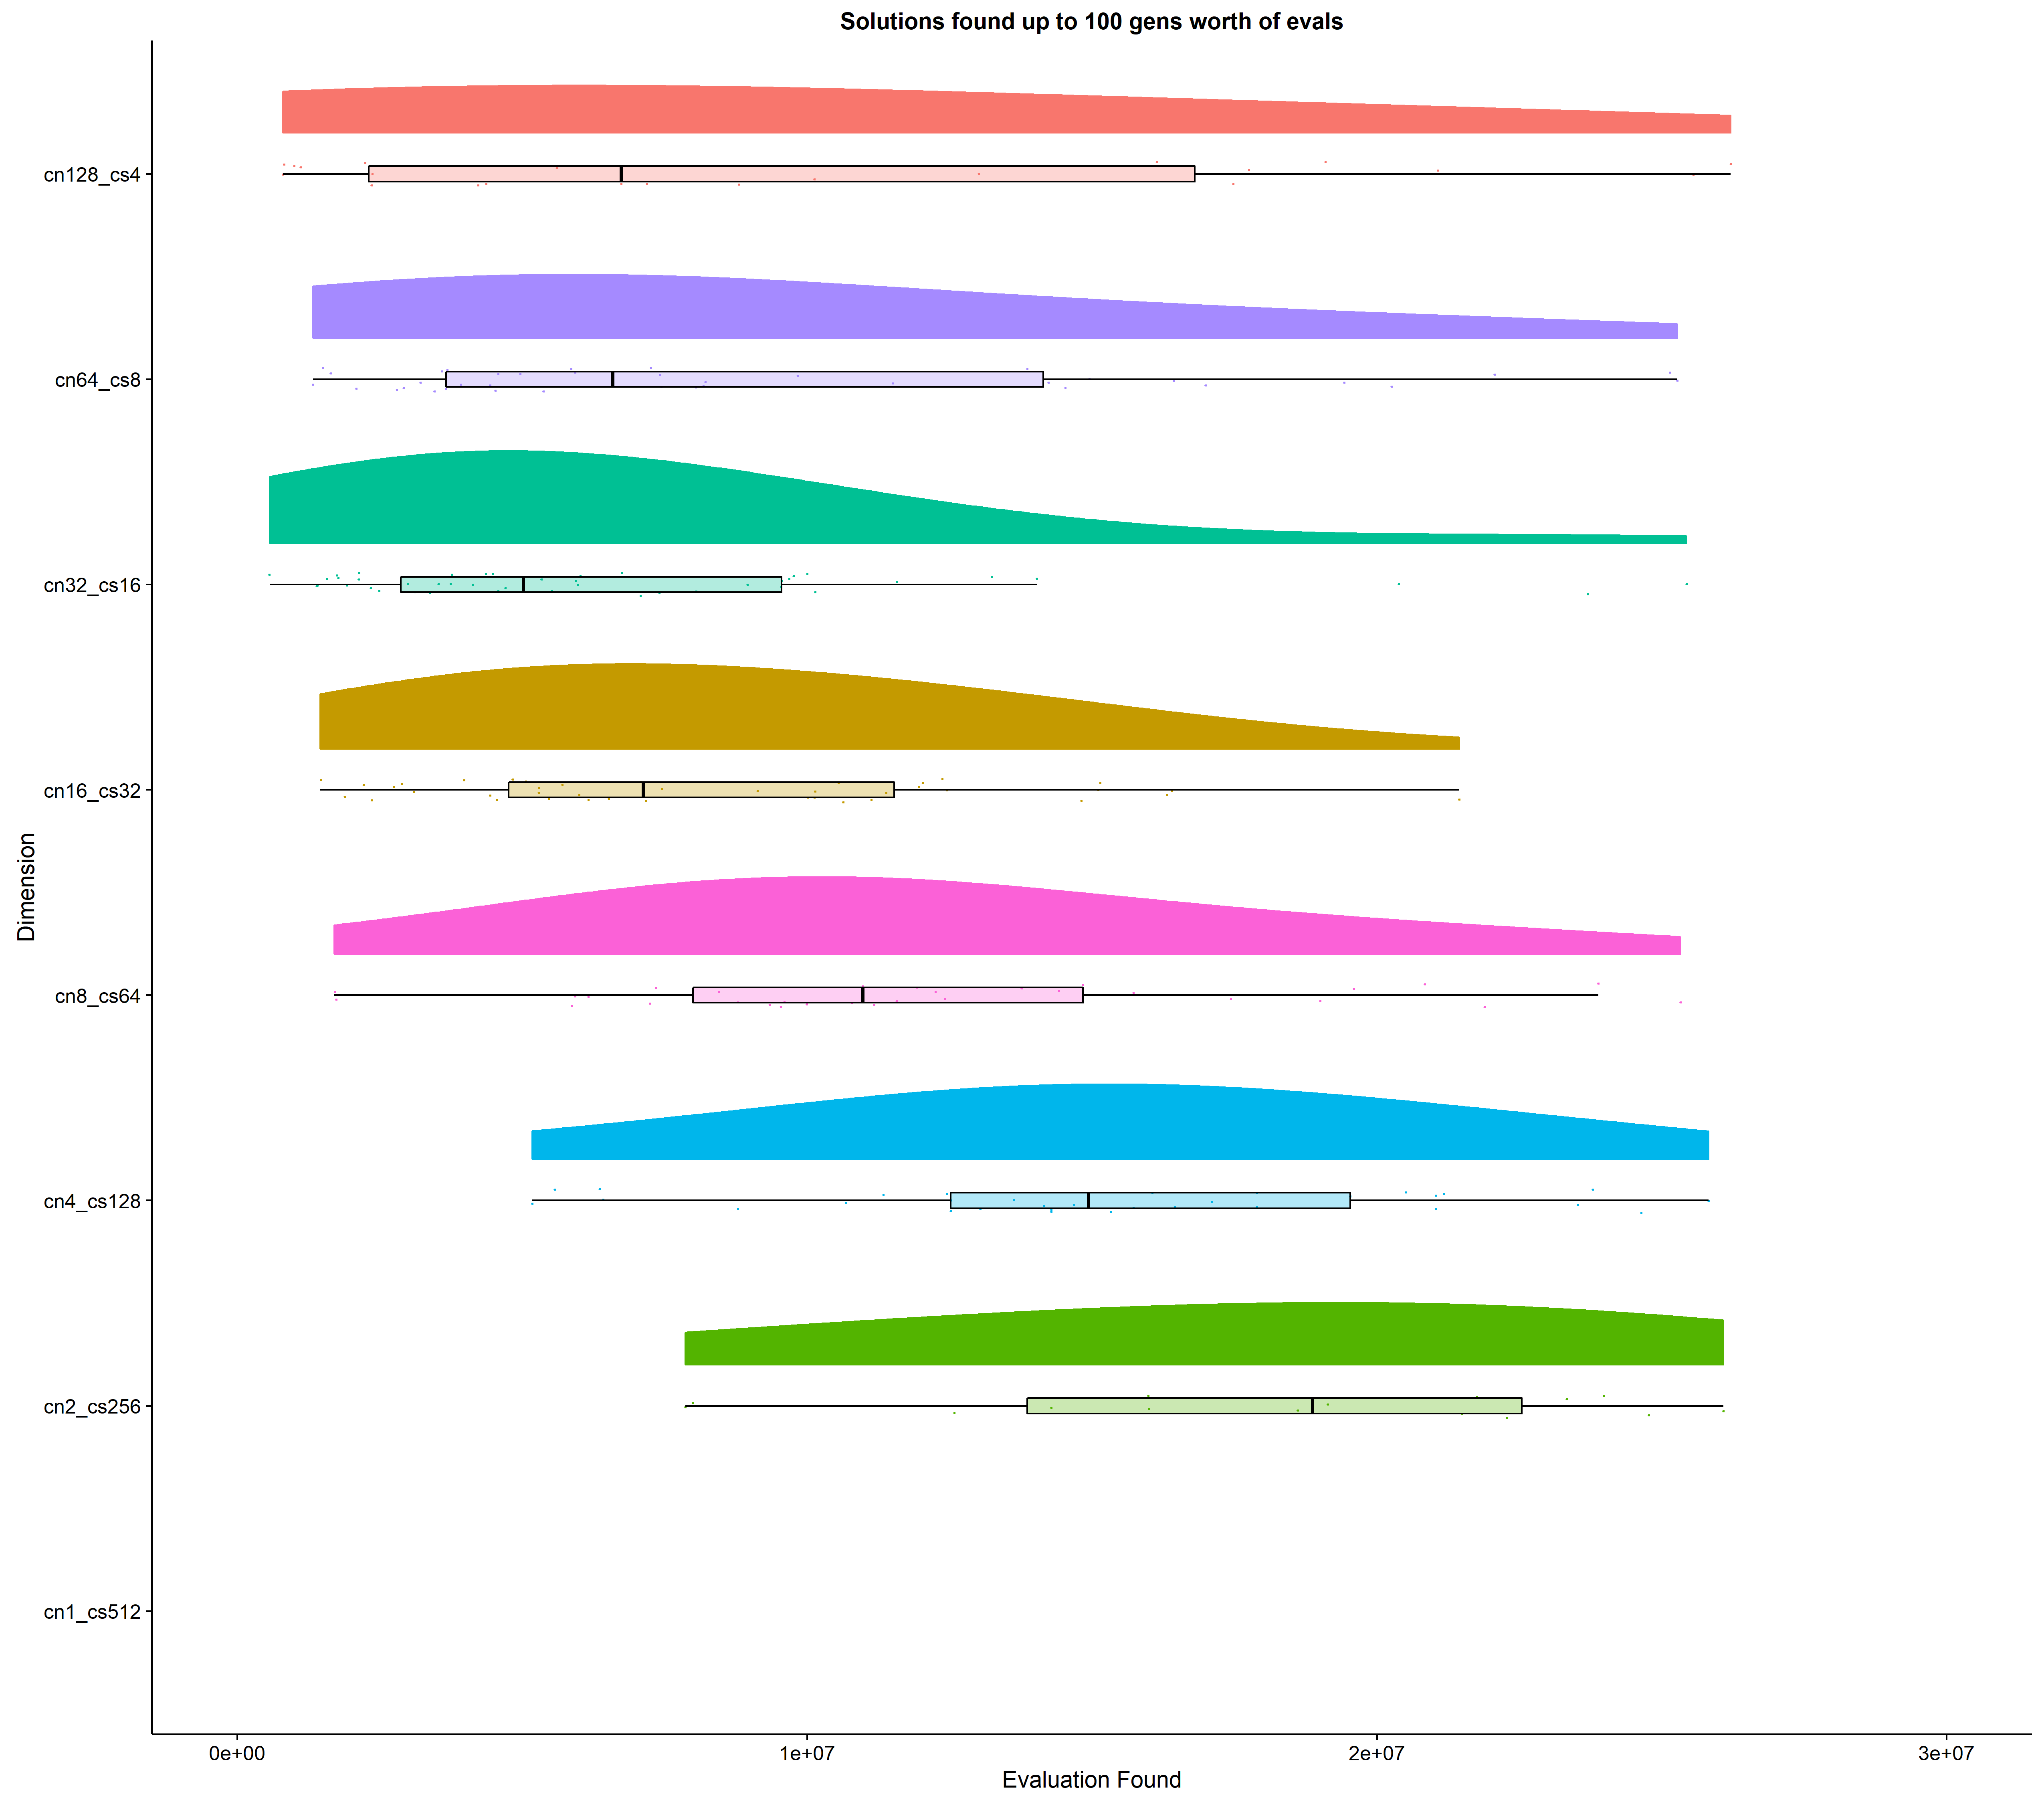 Solutions found up to 100 gens worth of evals
cn128_cs4
cn64_cs8
cn32_cs16
cn16_cs32
cn8_cs64
cn4_cs128
cn2_cs256
cn1_cs512
Dimension
0e+00 1e+07 2e+07 3e+07
Evaluation Found